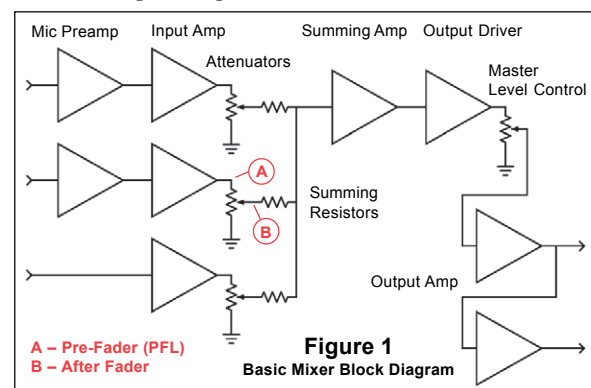 Mic Preamp
Input Amp
Summing Amp
Output Driver
Attenuators
Master
Level Control
A
B
Summing
Resistors
Output Amp
A – Pre-Fader (PFL)
B – After Fader
Figure 1
Basic Mixer Block Diagram